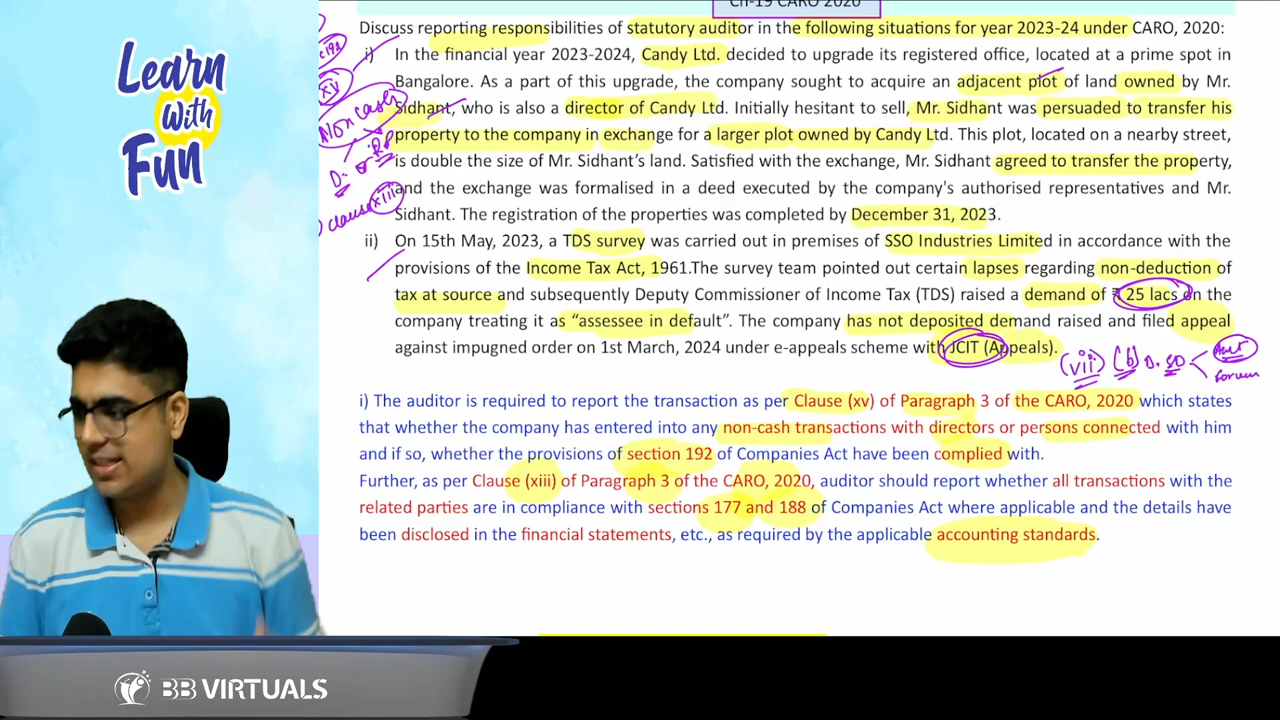 CH-19 CARO 2020
Learn
With
Fun
Discuss reporting responsibilities of statutory auditor in the following situations for year 2023-24 under CARO, 2020:
i) In the financial year 2023-2024, Candy Ltd. decided to upgrade its registered office, located at a prime spot in
Bangalore. As a part of this upgrade, the company sought to acquire an adjacent plot of land owned by Mr.
Sidhant, who is also a director of Candy Ltd. Initially hesitant to sell, Mr. Sidhant was persuaded to transfer his
property to the company in exchange for a larger plot owned by Candy Ltd. This plot, located on a nearby street,
is double the size of Mr. Sidhant's land. Satisfied with the exchange, Mr. Sidhant agreed to transfer the property,
and the exchange was formalised in a deed executed by the company's authorised representatives and Mr.
Sidhant. The registration of the properties was completed by December 31, 2023.
xv
Non cash
D. or RP
clause xiii
ii) On 15th May, 2023, a TDS survey was carried out in premises of SSO Industries Limited in accordance with the
provisions of the Income Tax Act, 1961.The survey team pointed out certain lapses regarding non-deduction of
tax at source and subsequently Deputy Commissioner of Income Tax (TDS) raised a demand of ₹ 25 lacs on the
company treating it as “assessee in default”. The company has not deposited demand raised and filed appeal
against impugned order on 1st March, 2024 under e-appeals scheme with JCIT (Appeals).
(vii) (b) D. SD Amt
Forum
i) The auditor is required to report the transaction as per Clause (xv) of Paragraph 3 of the CARO, 2020 which states
that whether the company has entered into any non-cash transactions with directors or persons connected with him
and if so, whether the provisions of section 192 of Companies Act have been complied with.
Further, as per Clause (xiii) of Paragraph 3 of the CARO, 2020, auditor should report whether all transactions with the
related parties are in compliance with sections 177 and 188 of Companies Act where applicable and the details have
been disclosed in the financial statements, etc., as required by the applicable accounting standards.
BB VIRTUALS